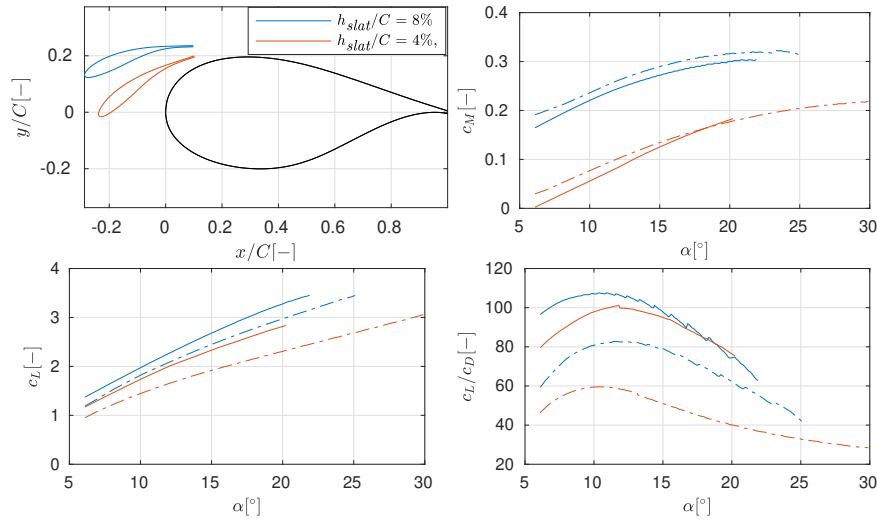 h_slat/C = 8%
h_slat/C = 4%,
y/C[−]
0.2
0
-0.2
-0.2 0 0.2 0.4 0.6 0.8
x/C[−]
c_M[−]
0.4
0.3
0.2
0.1
0
5 10 15 20 25 30
α[°]
c_L[−]
4
3
2
1
0
5 10 15 20 25 30
α[°]
c_L/c_D[−]
120
100
80
60
40
20
5 10 15 20 25 30
α[°]